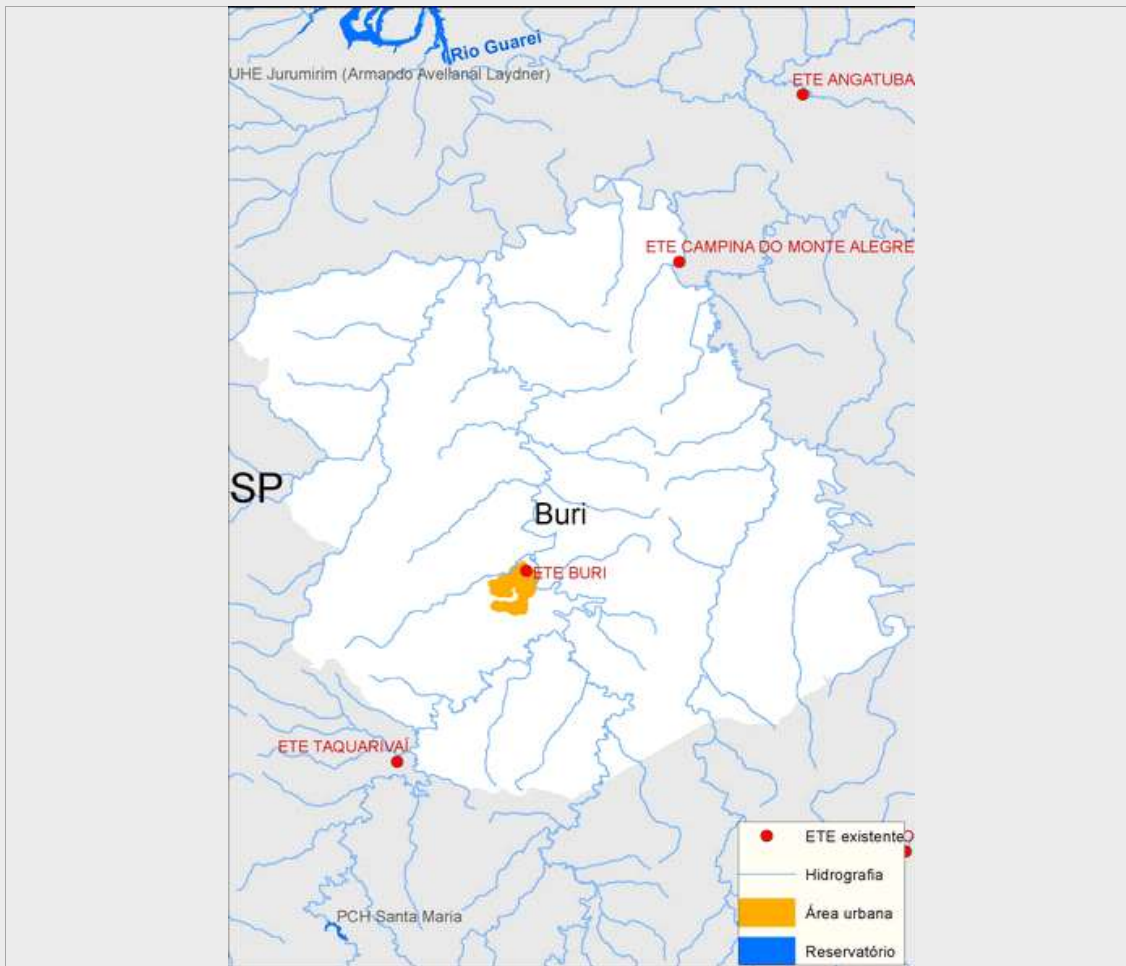 Rio Guarei
UHE Jurumirim (Armando Avellanal Laydner)
ETE ANGATUBA
ETE CAMPINA DO MONTE ALEGRE
SP
Buri
ETE BURI
ETE TAQUARIVAÍ
PCH Santa Maria
ETE existente
Hidrografia
Área urbana
Reservatório